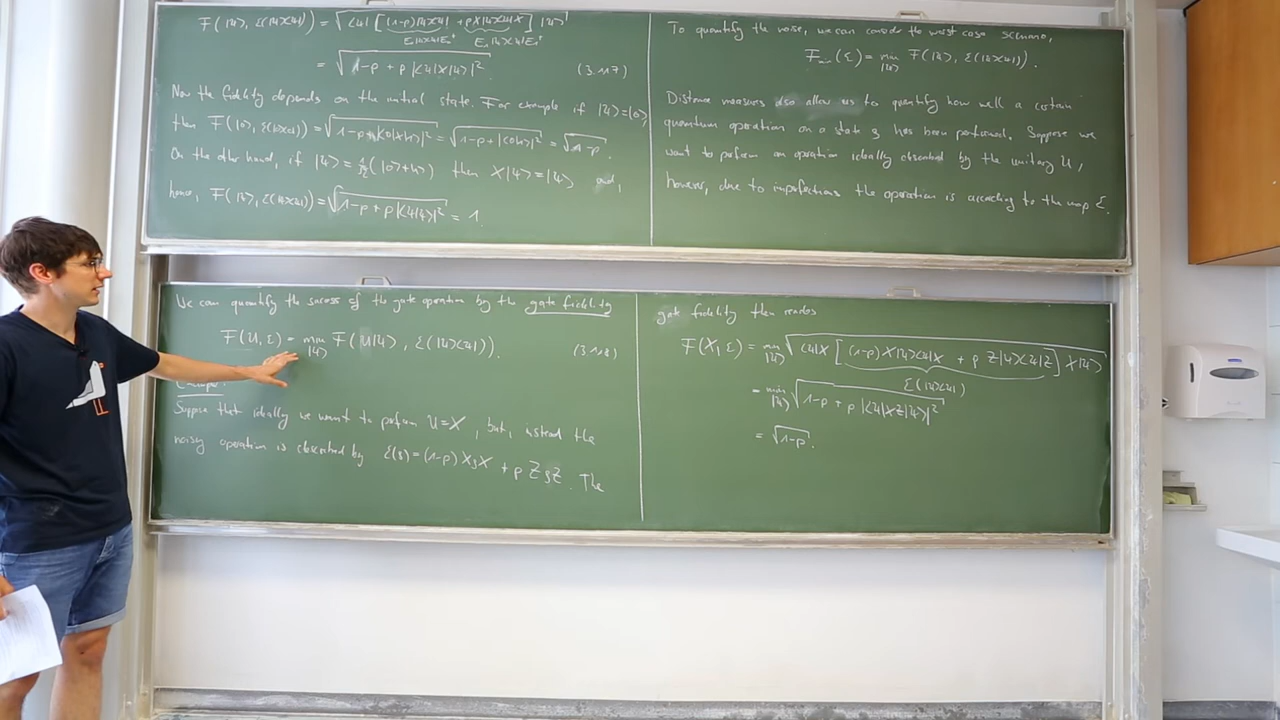 F(|ψ⟩, ℰ(|ψ⟩⟨ψ|)) = √(⟨ψ| [(1-p)|ψ⟩⟨ψ| + pX|ψ⟩⟨ψ|X] |ψ⟩)
E₀|ψ⟩⟨ψ|E₀† E₁|ψ⟩⟨ψ|E₁†
= √(1-p + p|⟨ψ|X|ψ⟩|²) (3.117)
Now the fidelity depends on the initial state. For example if |ψ⟩=|0⟩,
then F(|0⟩, ℰ(|0⟩⟨0|)) = √(1-p+p|⟨0|X|0⟩|²) = √(1-p+|⟨0|1⟩|²) = √(1-p).
On the other hand, if |ψ⟩ = 1/√2 (|0⟩+|1⟩) then X|ψ⟩=|ψ⟩ and,
hence, F(|ψ⟩, ℰ(|ψ⟩⟨ψ|)) = √(1-p + p|⟨ψ|ψ⟩|²) = 1.
To quantify the noise, we can consider the worst case scenario,
F (ℰ) = min F(|ψ⟩, ℰ(|ψ⟩⟨ψ|)).
|ψ⟩
Distance measures also allow us to quantify how well a certain
quantum operation on a state ρ has been performed. Suppose we
want to perform an operation ideally described by the unitary U,
however, due to imperfections the operation is according to the map ℰ.
We can quantify the success of the gate operation by the gate fidelity
F(U, ℰ) = min F(U|ψ⟩, ℰ(|ψ⟩⟨ψ|)). (3.118)
|ψ⟩
Example:
Suppose that ideally we want to perform U=X, but, instead the
noisy operation is described by ℰ(ρ) = (1-p) XρX + p ZρZ. The
gate fidelity then reads
F(X, ℰ) = min √(⟨ψ|X [(1-p) X|ψ⟩⟨ψ|X + p Z|ψ⟩⟨ψ|Z] X|ψ⟩)
|ψ⟩ ℰ(|ψ⟩⟨ψ|)
= min √(1-p + p|⟨ψ|XZ|ψ⟩|²)
|ψ⟩
= √(1-p).